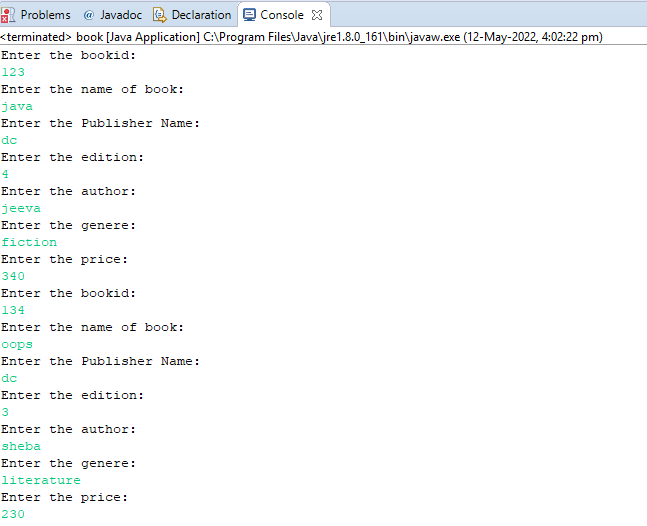 Problems @ Javadoc Declaration Console
<terminated> book [Java Application] C:\Program Files\Java\jre1.8.0_161\bin\javaw.exe (12-May-2022, 4:02:22 pm)
Enter the bookid:
123
Enter the name of book:
java
Enter the Publisher Name:
dc
Enter the edition:
4
Enter the author:
jeeva
Enter the genere:
fiction
Enter the price:
340
Enter the bookid:
134
Enter the name of book:
oops
Enter the Publisher Name:
dc
Enter the edition:
3
Enter the author:
sheba
Enter the genere:
literature
Enter the price:
230